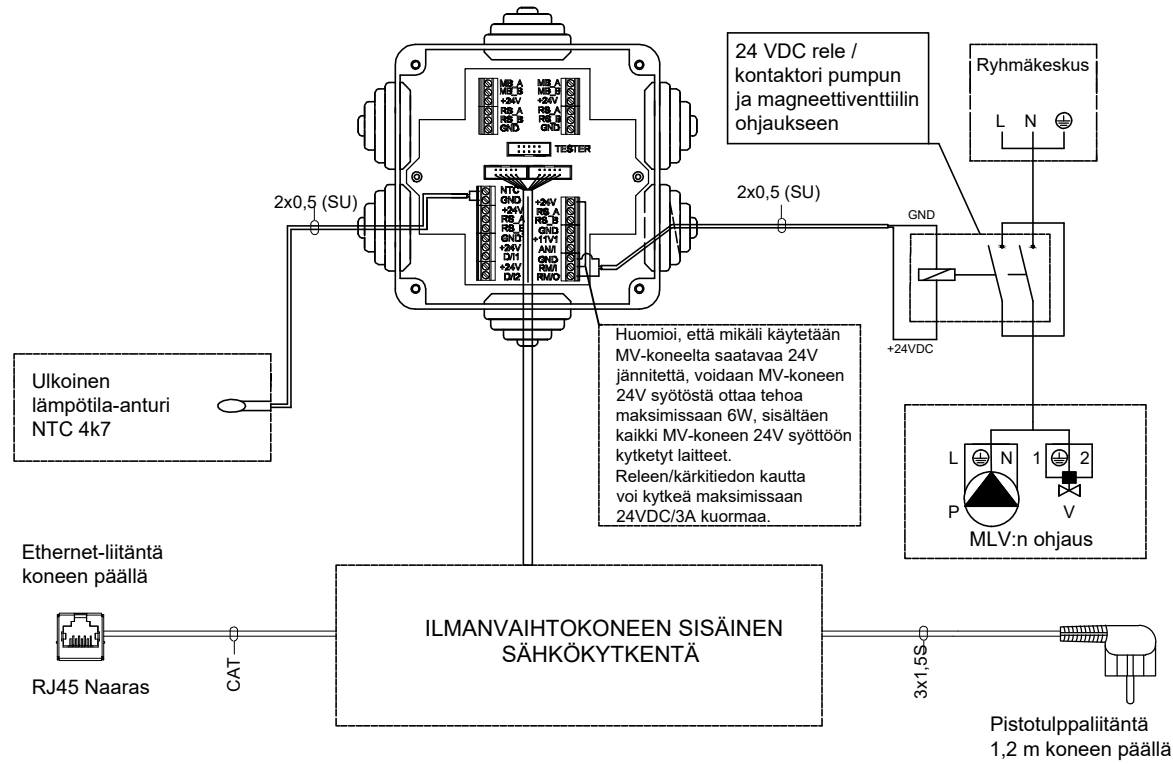 MB_A
MB_B
+24V
RS_A
RS_B
GND
MB_A
MB_B
+24V
RS_A
RS_B
GND
TESTER
NTC
GND
+24V
RS_A
RS_B
GND
+24V
D/I1
+24V
D/I2
+24V
RS_A
RS_B
GND
+11V1
AN/I
GND
RM/I
RM/O
24 VDC rele /
kontaktori pumpun
ja magneettiventtiilin
ohjaukseen
Ryhmäkeskus
L N
2x0,5 (SU)
2x0,5 (SU)
GND
+24VDC
Huomioi, että mikäli käytetään
MV-koneelta saatavaa 24V
jännitettä, voidaan MV-koneen
24V syötöstä ottaa tehoa
maksimissaan 6W, sisältäen
kaikki MV-koneen 24V syöttöön
kytketyt laitteet.
Releen/kärkitiedon kautta
voi kytkeä maksimissaan
24VDC/3A kuormaa.
Ulkoinen
lämpötila-anturi
NTC 4k7
L N 1 2
P V
MLV:n ohjaus
Ethernet-liitäntä
koneen päällä
RJ45 Naaras
CAT
ILMANVAIHTOKONEEN SISÄINEN
SÄHKÖKYTKENTÄ
3x1,5S
Pistotulppaliitäntä
1,2 m koneen päällä